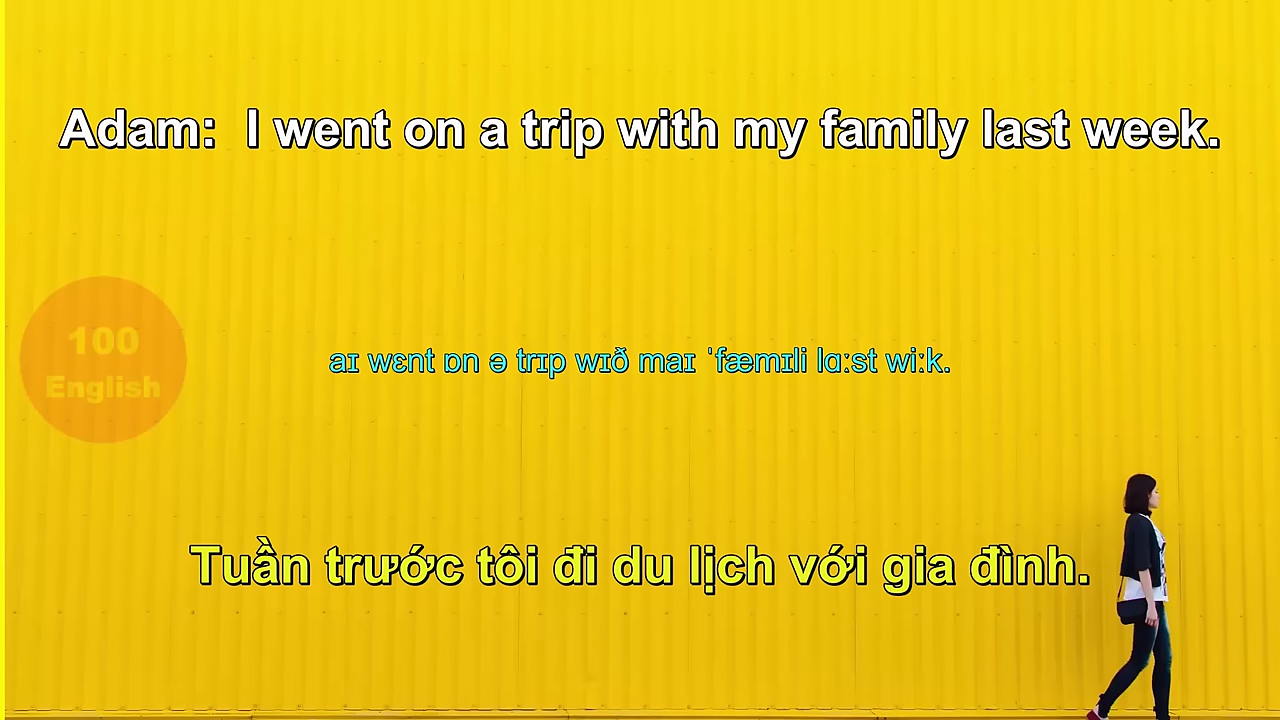 Adam: I went on a trip with my family last week.
100
English
aɪ wɛnt ɒn ə trɪp wɪð maɪ ˈfæmɪli lɑːst wiːk.
Tuần trước tôi đi du lịch với gia đình.